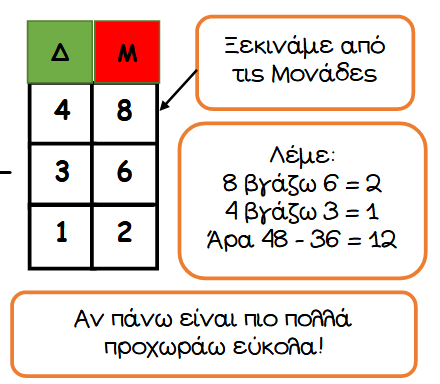 Δ Μ
Ξεκινάμε από
τις Μονάδες
4 8
- 3 6
1 2
Λέμε:
8 βγάζω 6 = 2
4 βγάζω 3 = 1
Άρα 48 - 36 = 12
Αν πάνω είναι πιο πολλά
προχωράω εύκολα!